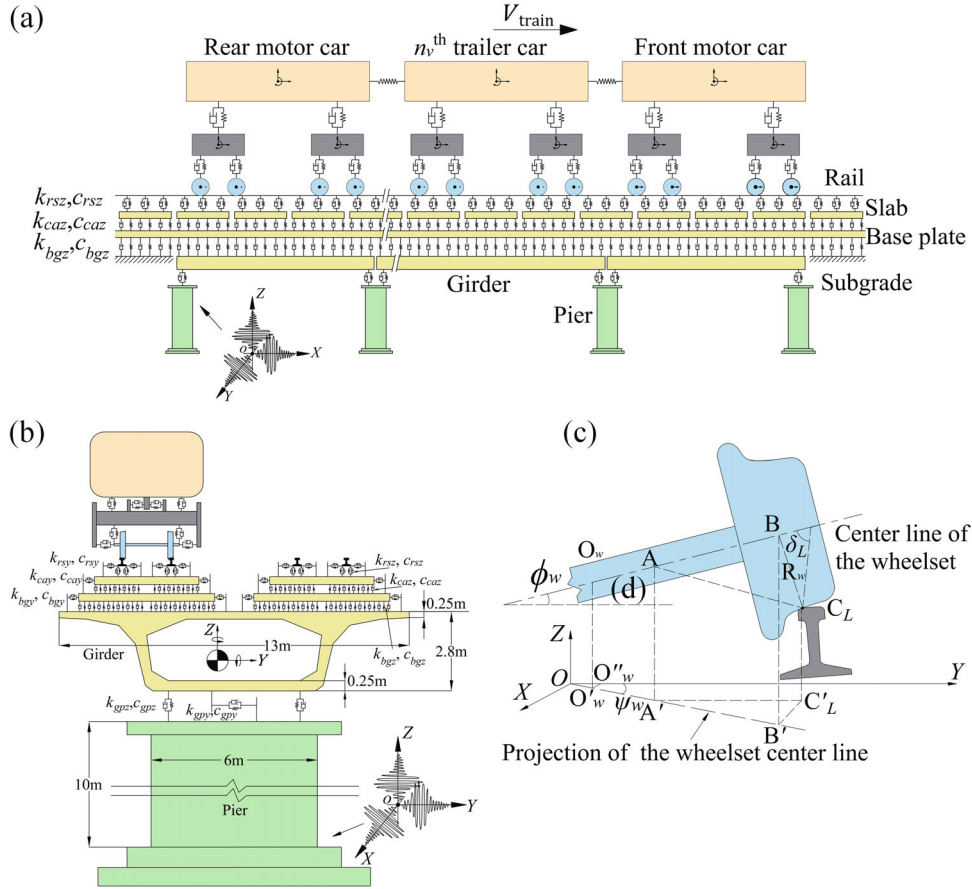 (a)
V_train
Rear motor car
n_v^th trailer car
Front motor car
Rail
k_rsz, c_rsz
Slab
k_caz, c_caz
Base plate
k_bgz, c_bgz
Girder
Subgrade
Pier
Z
o
X
Y
(b)
(c)
k_rsy, c_rsy
k_rsz, c_rsz
k_cay, c_cay
k_caz, c_caz
k_bgy, c_bgy
0.25m
Z
13m
Y
2.8m
Girder
k_bgz, c_bgz
0.25m
k_gpz, c_gpz
k_gpy, c_gpy
6m
10m
Pier
Z
o
Y
X
B
Center line of
the wheelset
δ_L
O_w
A
R_w
ϕ_w
(d)
C_L
Z
O
O''_w
Y
X
O'_w
ψ_w
A'
C'_L
B'
Projection of the wheelset center line